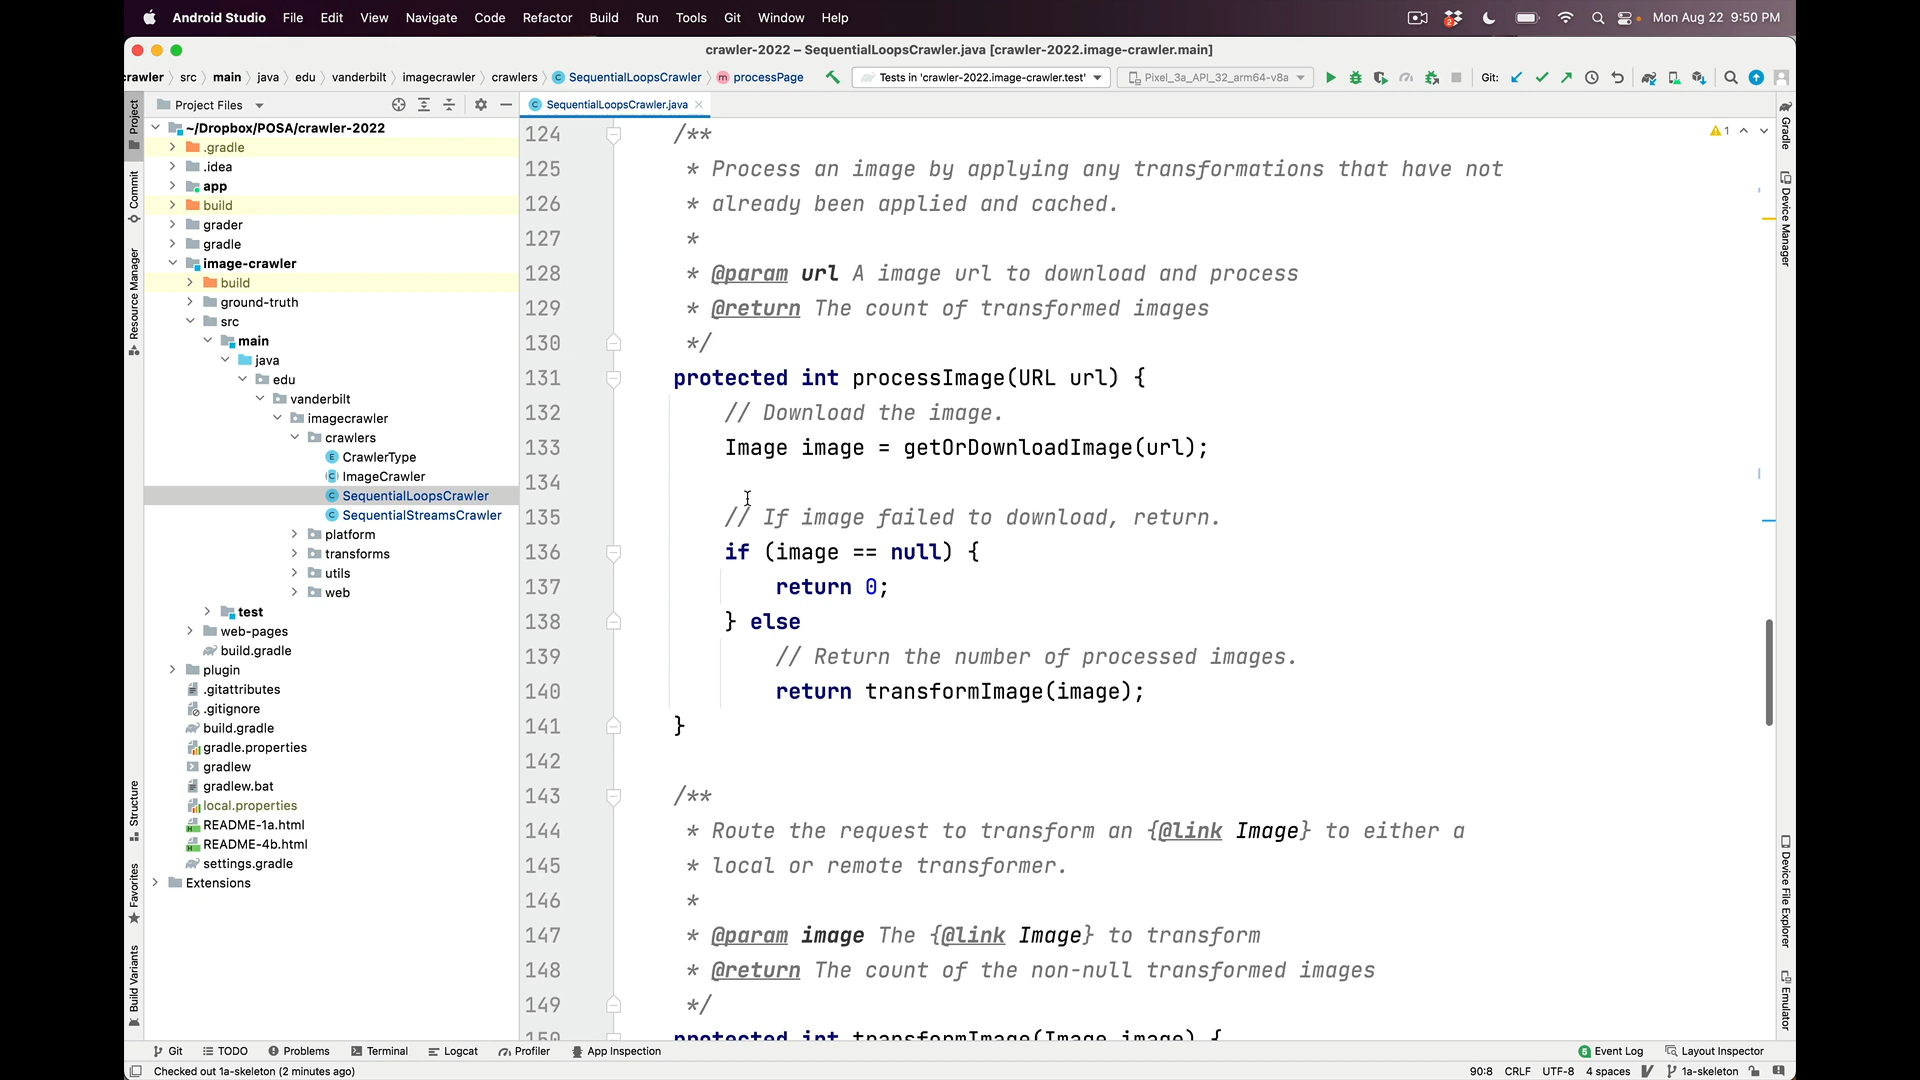 Android Studio File Edit View Navigate Code Refactor Build Run Tools Git Window Help 2 Mon Aug 22 9:50 PM
crawler-2022 – SequentialLoopsCrawler.java [crawler-2022.image-crawler.main]
crawler src main java edu vanderbilt imagecrawler crawlers SequentialLoopsCrawler processPage Tests in 'crawler-2022.image-crawler.test' Pixel_3a_API_32_arm64-v8a Git:
Project Files
SequentialLoopsCrawler.java
~/Dropbox/POSA/crawler-2022
.gradle
.idea
app
build
grader
gradle
image-crawler
build
ground-truth
src
main
java
edu
vanderbilt
imagecrawler
crawlers
CrawlerType
ImageCrawler
SequentialLoopsCrawler
SequentialStreamsCrawler
platform
transforms
utils
web
test
web-pages
build.gradle
plugin
.gitattributes
.gitignore
build.gradle
gradle.properties
gradlew
gradlew.bat
local.properties
README-1a.html
README-4b.html
settings.gradle
Extensions
Project
Commit
Resource Manager
Structure
Favorites
Build Variants
1
124 /**
125 * Process an image by applying any transformations that have not
126 * already been applied and cached.
127 *
128 * @param url A image url to download and process
129 * @return The count of transformed images
130 */
131 protected int processImage(URL url) {
132 // Download the image.
133 Image image = getOrDownloadImage(url);
134
135 // If image failed to download, return.
136 if (image == null) {
137 return 0;
138 } else
139 // Return the number of processed images.
140 return transformImage(image);
141 }
142
143 /**
144 * Route the request to transform an {@link Image} to either a
145 * local or remote transformer.
146 *
147 * @param image The {@link Image} to transform
148 * @return The count of the non-null transformed images
149 */
150 protected int transformImage(Image image) {
Gradle
Device Manager
Device File Explorer
Emulator
Git TODO Problems Terminal Logcat Profiler App Inspection 5 Event Log Layout Inspector
Checked out 1a-skeleton (2 minutes ago) 90:8 CRLF UTF-8 4 spaces 1a-skeleton